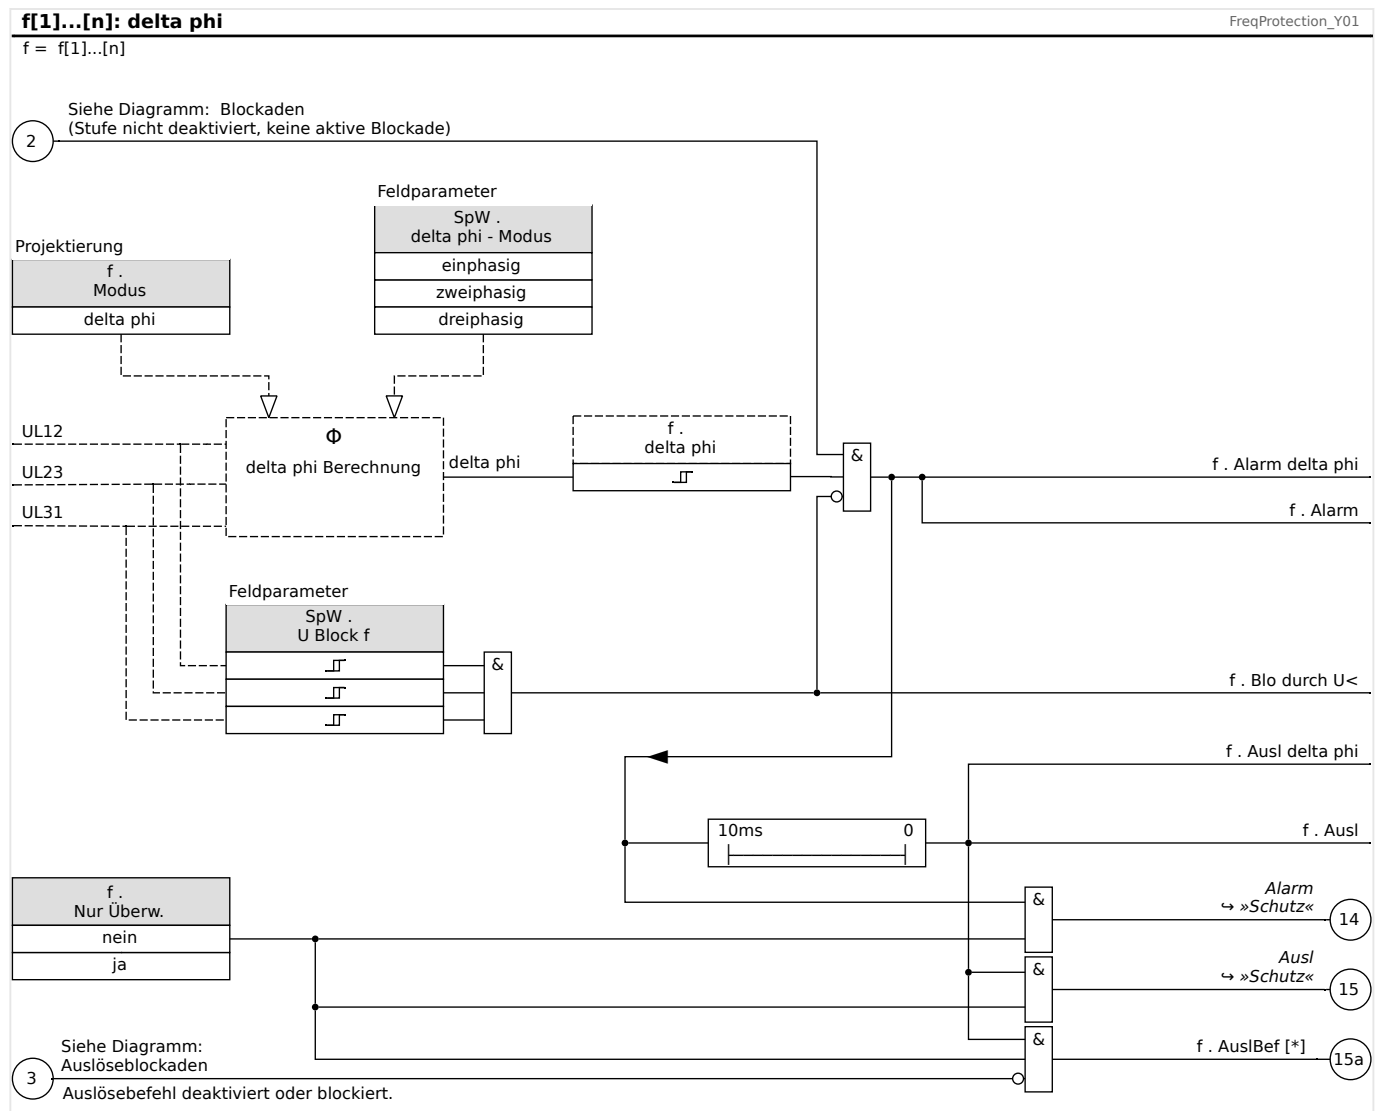 f[1]...[n]: delta phi
FreqProtection_Y01
f = f[1]...[n]
Siehe Diagramm: Blockaden
(Stufe nicht deaktiviert, keine aktive Blockade)
2
Feldparameter
SpW .
delta phi - Modus
einphasig
zweiphasig
dreiphasig
Projektierung
f .
Modus
delta phi
UL12
UL23
UL31
Φ
delta phi Berechnung
delta phi
f .
delta phi
&
f . Alarm delta phi
f . Alarm
Feldparameter
SpW .
U Block f
&
f . Blo durch U<
f . Ausl delta phi
10ms 0
f . Ausl
f .
Nur Überw.
nein
ja
&
Alarm
↪ »Schutz«
14
&
Ausl
↪ »Schutz«
15
&
f . AuslBef [*]
15a
Siehe Diagramm:
Auslöseblockaden
3
Auslösebefehl deaktiviert oder blockiert.